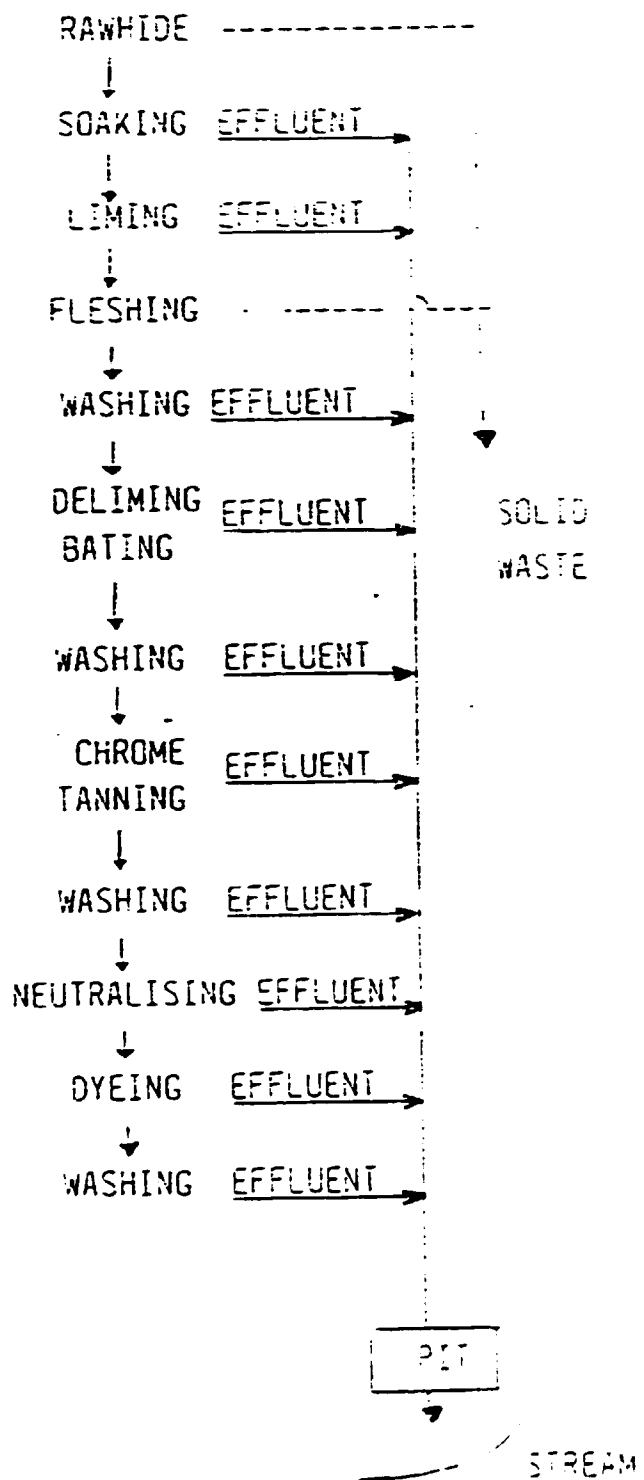 RAWHIDE
SOAKING EFFLUENT
LIMING EFFLUENT
FLESHING
WASHING EFFLUENT
DELIMING EFFLUENT SOLID
BATING WASTE
WASHING EFFLUENT
CHROME EFFLUENT
TANNING
WASHING EFFLUENT
NEUTRALISING EFFLUENT
DYEING EFFLUENT
WASHING EFFLUENT
PIT
STREAM